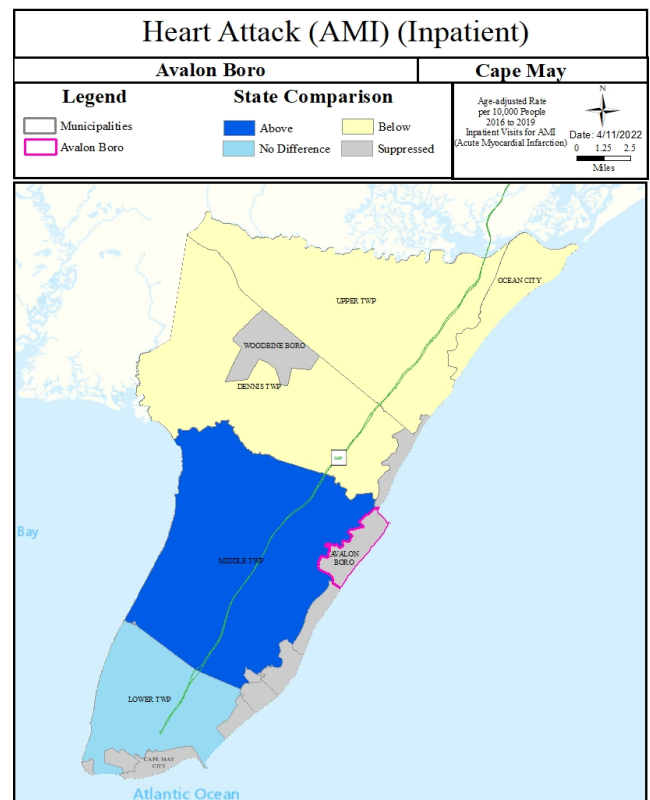 Heart Attack (AMI) (Inpatient)
Avalon Boro
Cape May
Legend
Municipalities
Avalon Boro
State Comparison
Above
Below
No Difference
Suppressed
Age-adjusted Rate
per 10,000 People
2016 to 2019
Inpatient Visits for AMI
(Acute Myocardial Infarction)
N
Date: 4/11/2022
0 1.25 2.5
Miles
OCEAN CITY
UPPER TWP
WOODBINE BORO
DENNIS TWP
GSP
Bay
AVALON
BORO
MIDDLE TWP
LOWER TWP
CAPE MAY
CITY
Atlantic Ocean